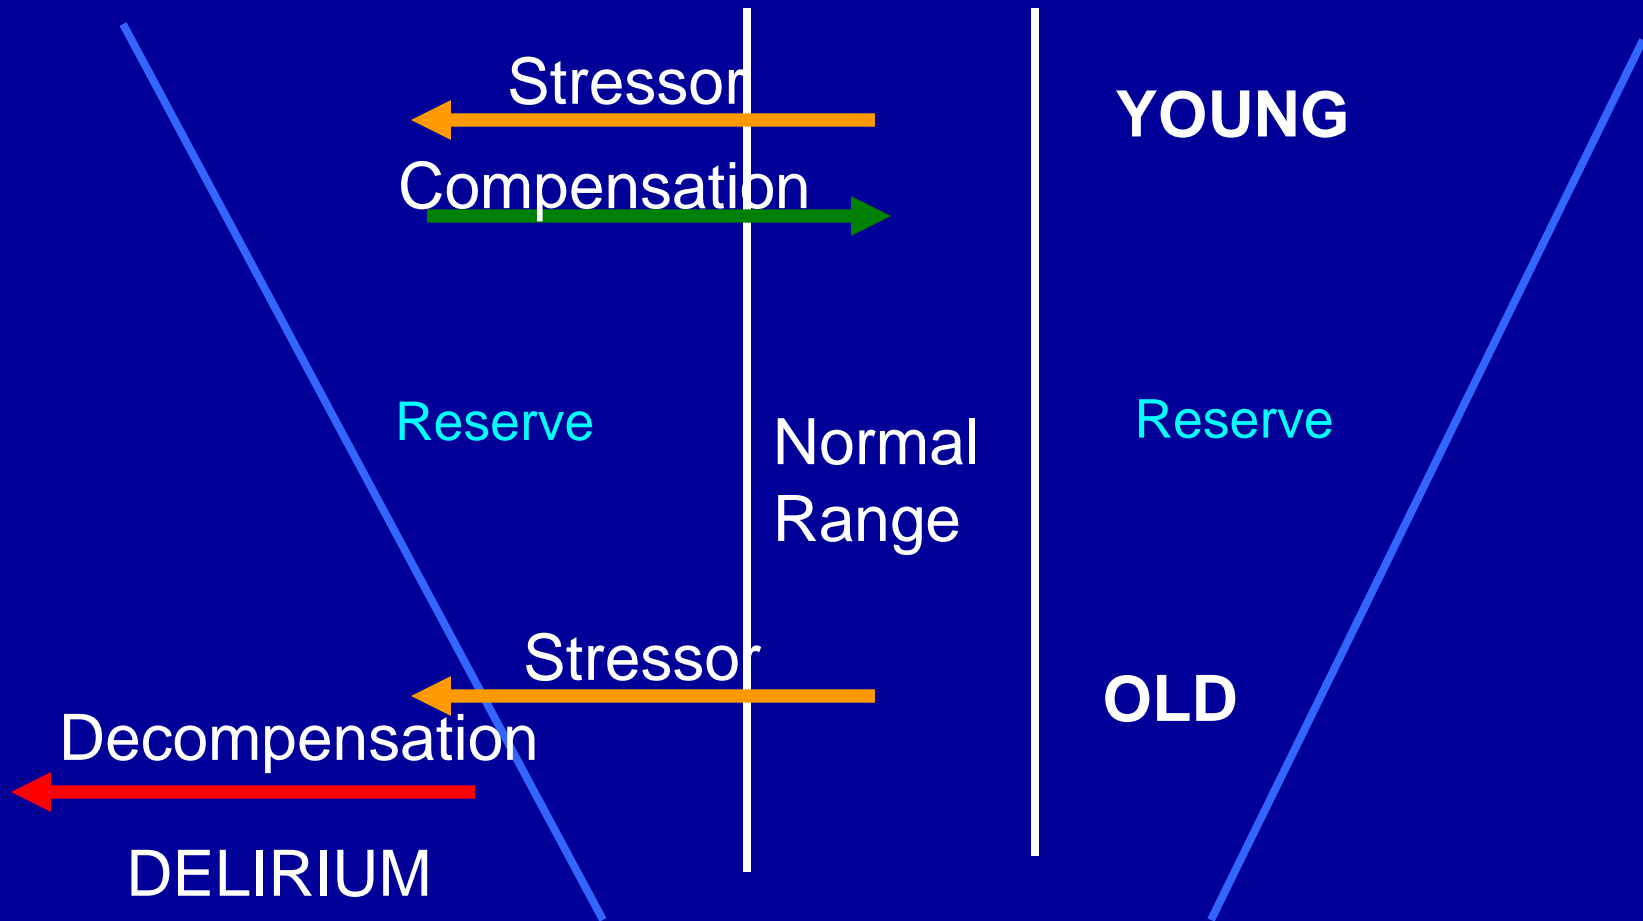 Stressor
YOUNG
Compensation
Reserve
Normal
Range
Reserve
Stressor
OLD
Decompensation
DELIRIUM